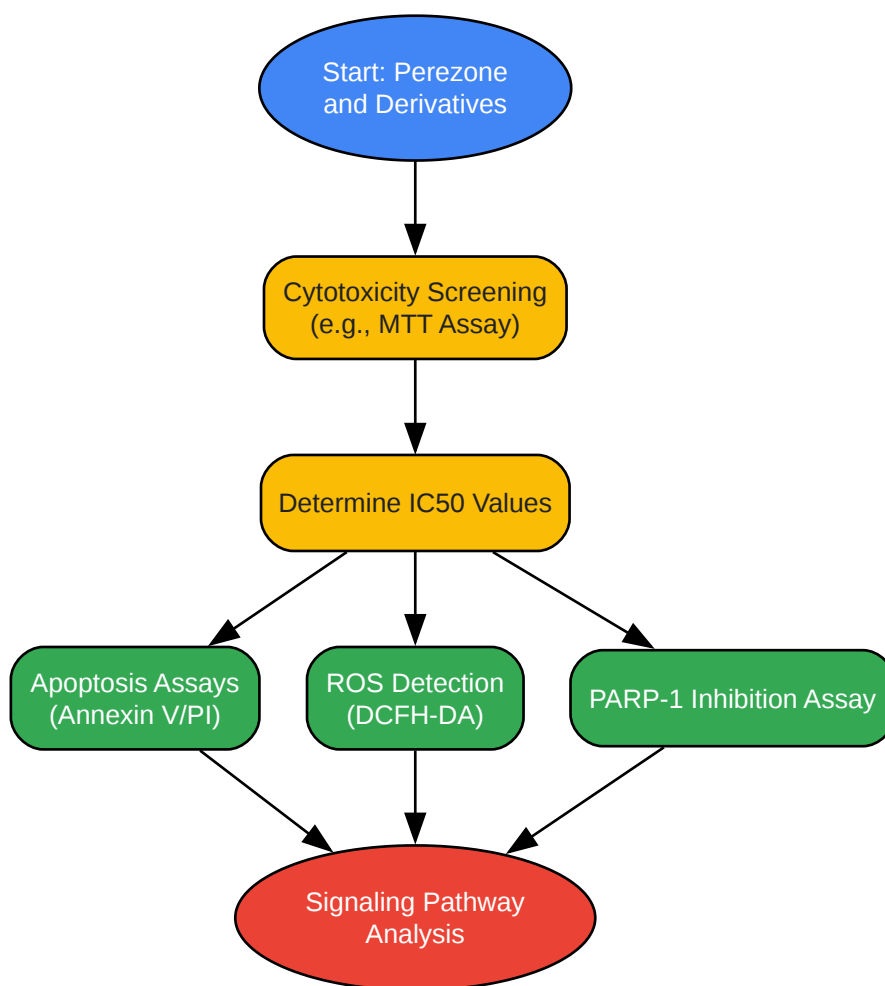 Start: Perezone
and Derivatives
Cytotoxicity Screening
(e.g., MTT Assay)
Determine IC50 Values
Apoptosis Assays
(Annexin V/PI)
ROS Detection
(DCFH-DA)
PARP-1 Inhibition Assay
Signaling Pathway
Analysis